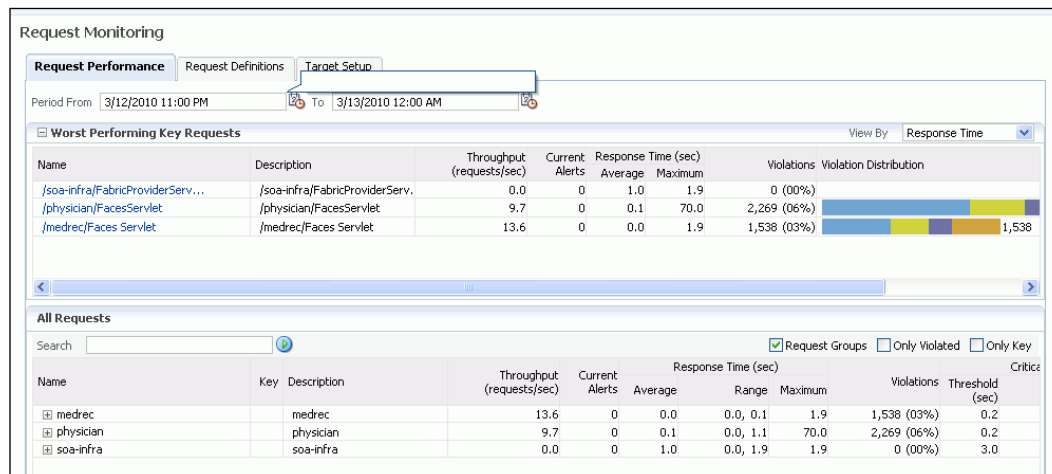 Request Monitoring
Request Performance Request Definitions Target Setup
Period From 3/12/2010 11:00 PM To 3/13/2010 12:00 AM
Worst Performing Key Requests View By Response Time
Name Description Throughput (requests/sec) Current Alerts Response Time (sec) Average Maximum Violations Violation Distribution
/soa-infra/FabricProviderServ... /soa-infra/FabricProviderServ. 0.0 0 1.0 1.9 0 (00%)
/physician/FacesServlet /physician/FacesServlet 9.7 0 0.1 70.0 2,269 (06%)
/medrec/Faces Servlet /medrec/Faces Servlet 13.6 0 0.0 1.9 1,538 (03%) 1,538
All Requests
Search Request Groups Only Violated Only Key
Name Key Description Throughput (requests/sec) Current Alerts Response Time (sec) Average Range Maximum Violations Critica Threshold (sec)
medrec medrec 13.6 0 0.0 0.0, 0.1 1.9 1,538 (03%) 0.2
physician physician 9.7 0 0.1 0.0, 1.1 70.0 2,269 (06%) 0.2
soa-infra soa-infra 0.0 0 1.0 0.0, 1.9 1.9 0 (00%) 3.0